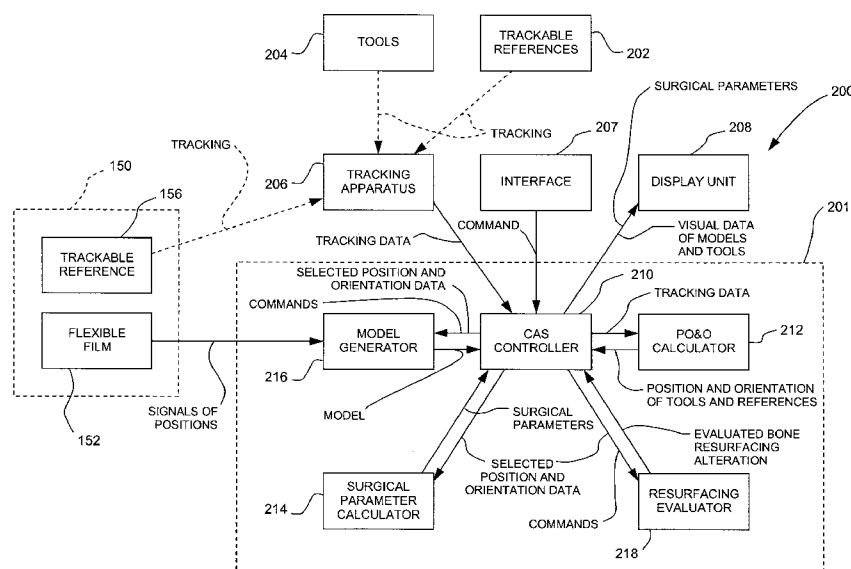 TOOLS
204
TRACKABLE
REFERENCES
202
SURGICAL PARAMETERS
200
TRACKING
TRACKING
207
208
150
206
TRACKING
APPARATUS
INTERFACE
DISPLAY UNIT
156
201
TRACKABLE
REFERENCE
TRACKING DATA
COMMAND
VISUAL DATA
OF MODELS
AND TOOLS
SELECTED POSITION AND
ORIENTATION DATA
210
COMMANDS
TRACKING DATA
FLEXIBLE
FILM
MODEL
GENERATOR
CAS
CONTROLLER
PO&O
CALCULATOR
212
216
SIGNALS OF
POSITIONS
152
MODEL
POSITION AND ORIENTATION
OF TOOLS AND REFERENCES
SURGICAL
PARAMETERS
EVALUATED BONE
RESURFACING
ALTERATION
SELECTED
POSITION AND
ORIENTATION DATA
214
SURGICAL
PARAMETER
CALCULATOR
COMMANDS
RESURFACING
EVALUATOR
218